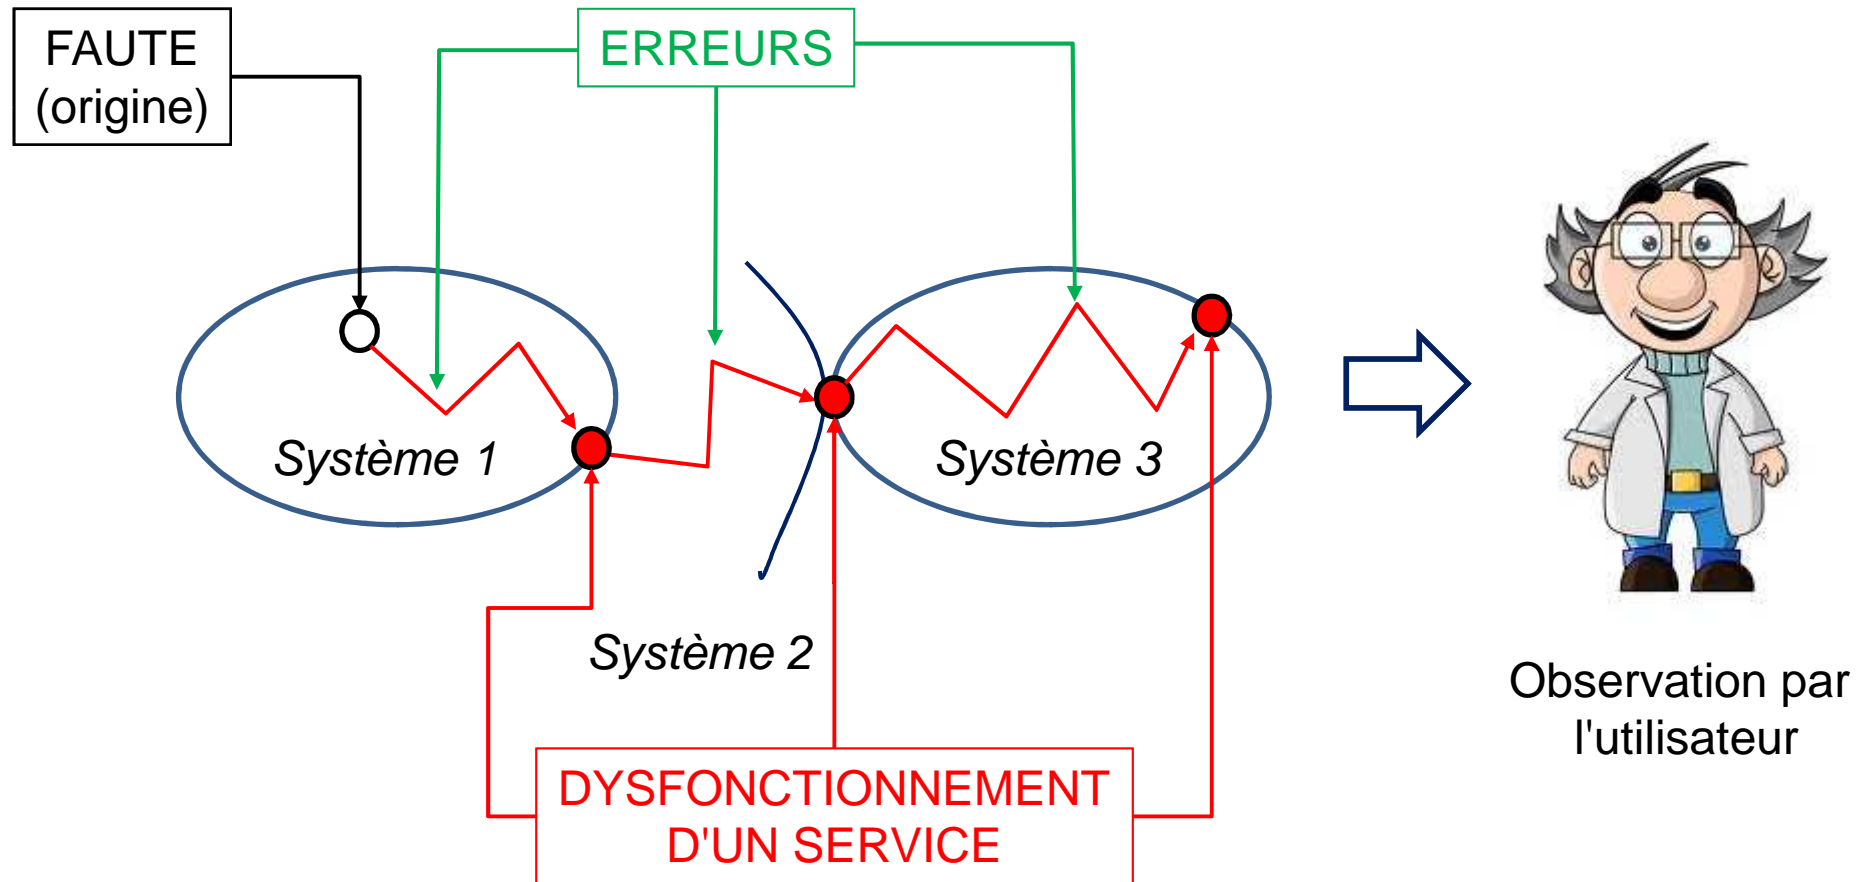 FAUTE
(origine)
ERREURS
Système 1
Système 3
Système 2
Observation par
l'utilisateur
DYSFONCTIONNEMENT
D'UN SERVICE